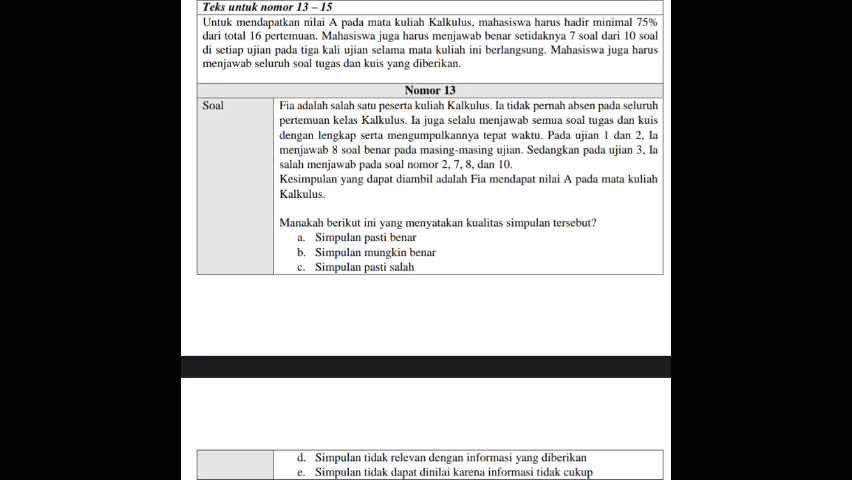 Teks untuk nomor 13 – 15
Untuk mendapatkan nilai A pada mata kuliah Kalkulus, mahasiswa harus hadir minimal 75%
dari total 16 pertemuan. Mahasiswa juga harus menjawab benar setidaknya 7 soal dari 10 soal
di setiap ujian pada tiga kali ujian selama mata kuliah ini berlangsung. Mahasiswa juga harus
menjawab seluruh soal tugas dan kuis yang diberikan.
Nomor 13
Soal
Fia adalah salah satu peserta kuliah Kalkulus. Ia tidak pernah absen pada seluruh
pertemuan kelas Kalkulus. Ia juga selalu menjawab semua soal tugas dan kuis
dengan lengkap serta mengumpulkannya tepat waktu. Pada ujian 1 dan 2, Ia
menjawab 8 soal benar pada masing-masing ujian. Sedangkan pada ujian 3, Ia
salah menjawab pada soal nomor 2, 7, 8, dan 10.
Kesimpulan yang dapat diambil adalah Fia mendapat nilai A pada mata kuliah
Kalkulus.
Manakah berikut ini yang menyatakan kualitas simpulan tersebut?
a. Simpulan pasti benar
b. Simpulan mungkin benar
c. Simpulan pasti salah
d. Simpulan tidak relevan dengan informasi yang diberikan
e. Simpulan tidak dapat dinilai karena informasi tidak cukup